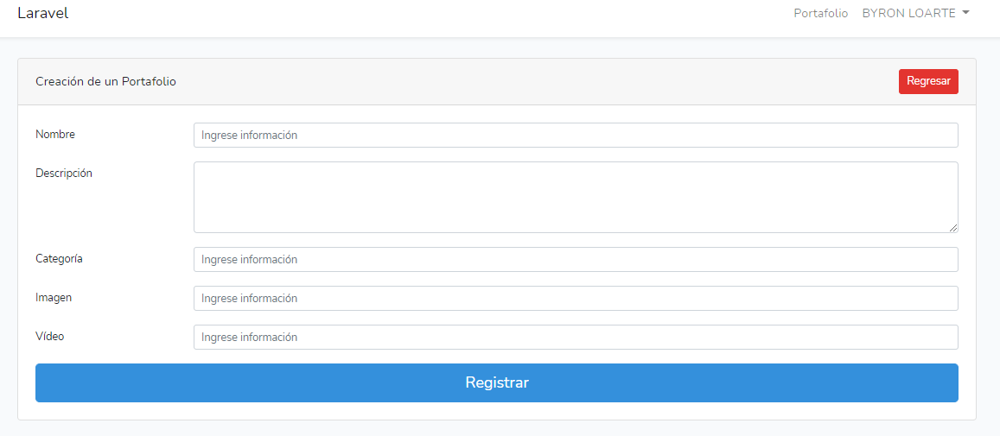 Laravel Portafolio BYRON LOARTE
Creación de un Portafolio Regresar
Nombre Ingrese información
Descripción
Categoría Ingrese información
Imagen Ingrese información
Vídeo Ingrese información
Registrar